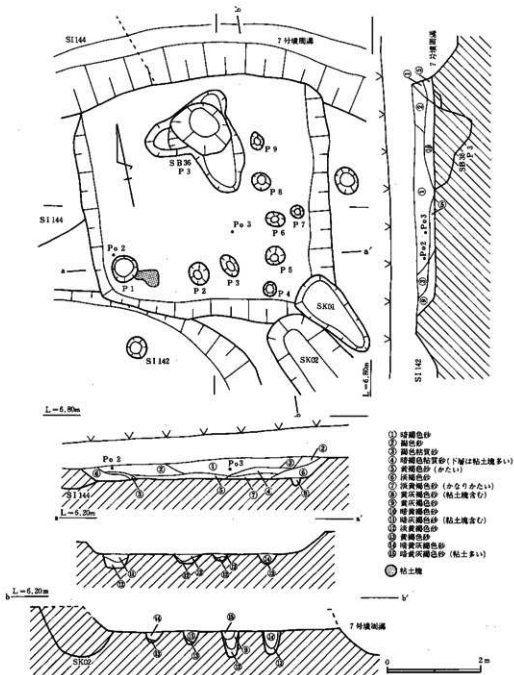 SI144
7号墳周溝
b'
SB36
P3
P9
P8
P6
P7
Po3
SI144
Po2
a
a'
P1
P2
P3
P5
P4
SK01
SK02
SI142
b
L=6.80m
7号墳周溝
SB36
P3
Po3
Po2
SI142
L=6.80m
Po2
Po3
SI144
L=6.20m
a
a'
L=6.20m
b
b'
7号墳周溝
SK02
① 暗褐色砂
② 褐色砂
③ 褐色粘質砂
④ 暗褐色粘質砂(下層は粘土塊多い)
⑤ 黄褐色砂(かたい)
⑥ 淡褐色砂
⑦ 淡黄褐色砂(かなりかたい)
⑧ 黄灰褐色砂(粘土塊含む)
⑨ 黄灰褐色砂
⑩ 暗黄褐色砂
⑪ 暗灰褐色砂(粘土塊含む)
⑫ 淡黄褐色砂
⑬ 黄褐色砂
⑭ 暗黄灰褐色砂
⑮ 暗黄灰褐色砂(粘土多い)
粘土塊
0 2m